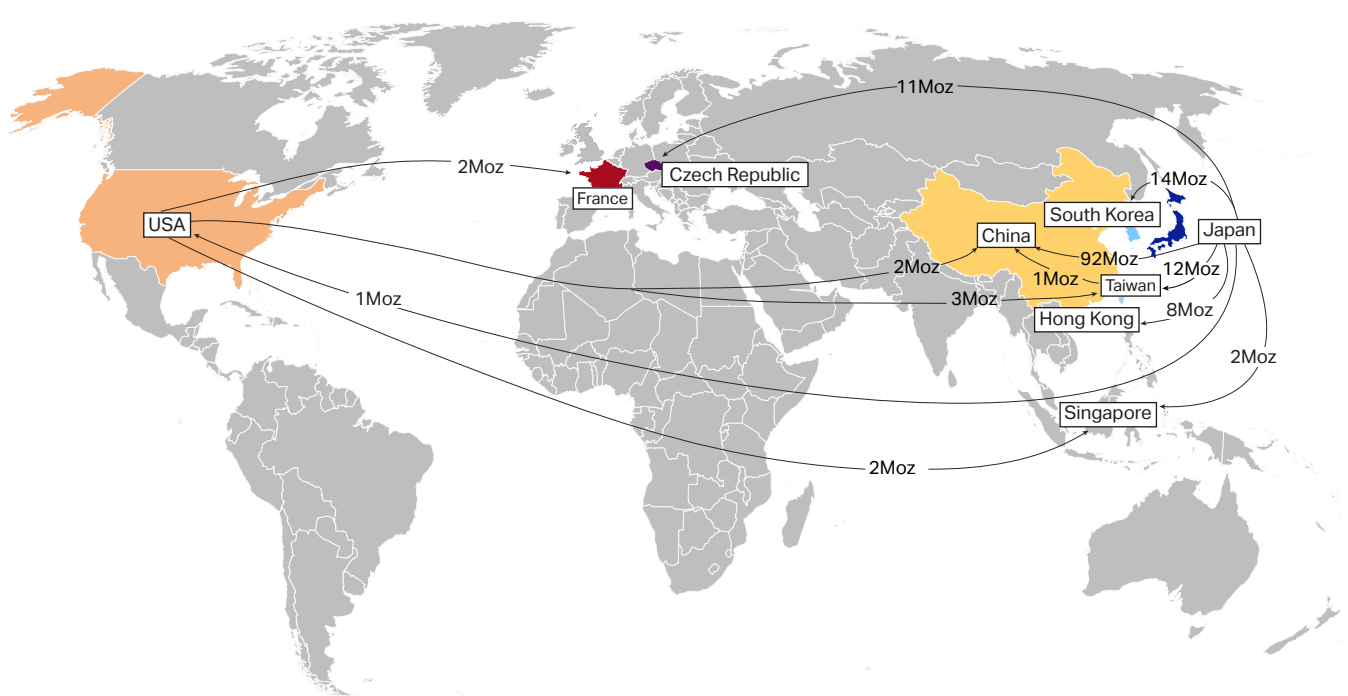 11Moz
2Moz
Czech Republic
14Moz
France
South Korea
USA
China
Japan
92Moz
2Moz
1Moz
12Moz
Taiwan
1Moz
3Moz
8Moz
Hong Kong
2Moz
Singapore
2Moz